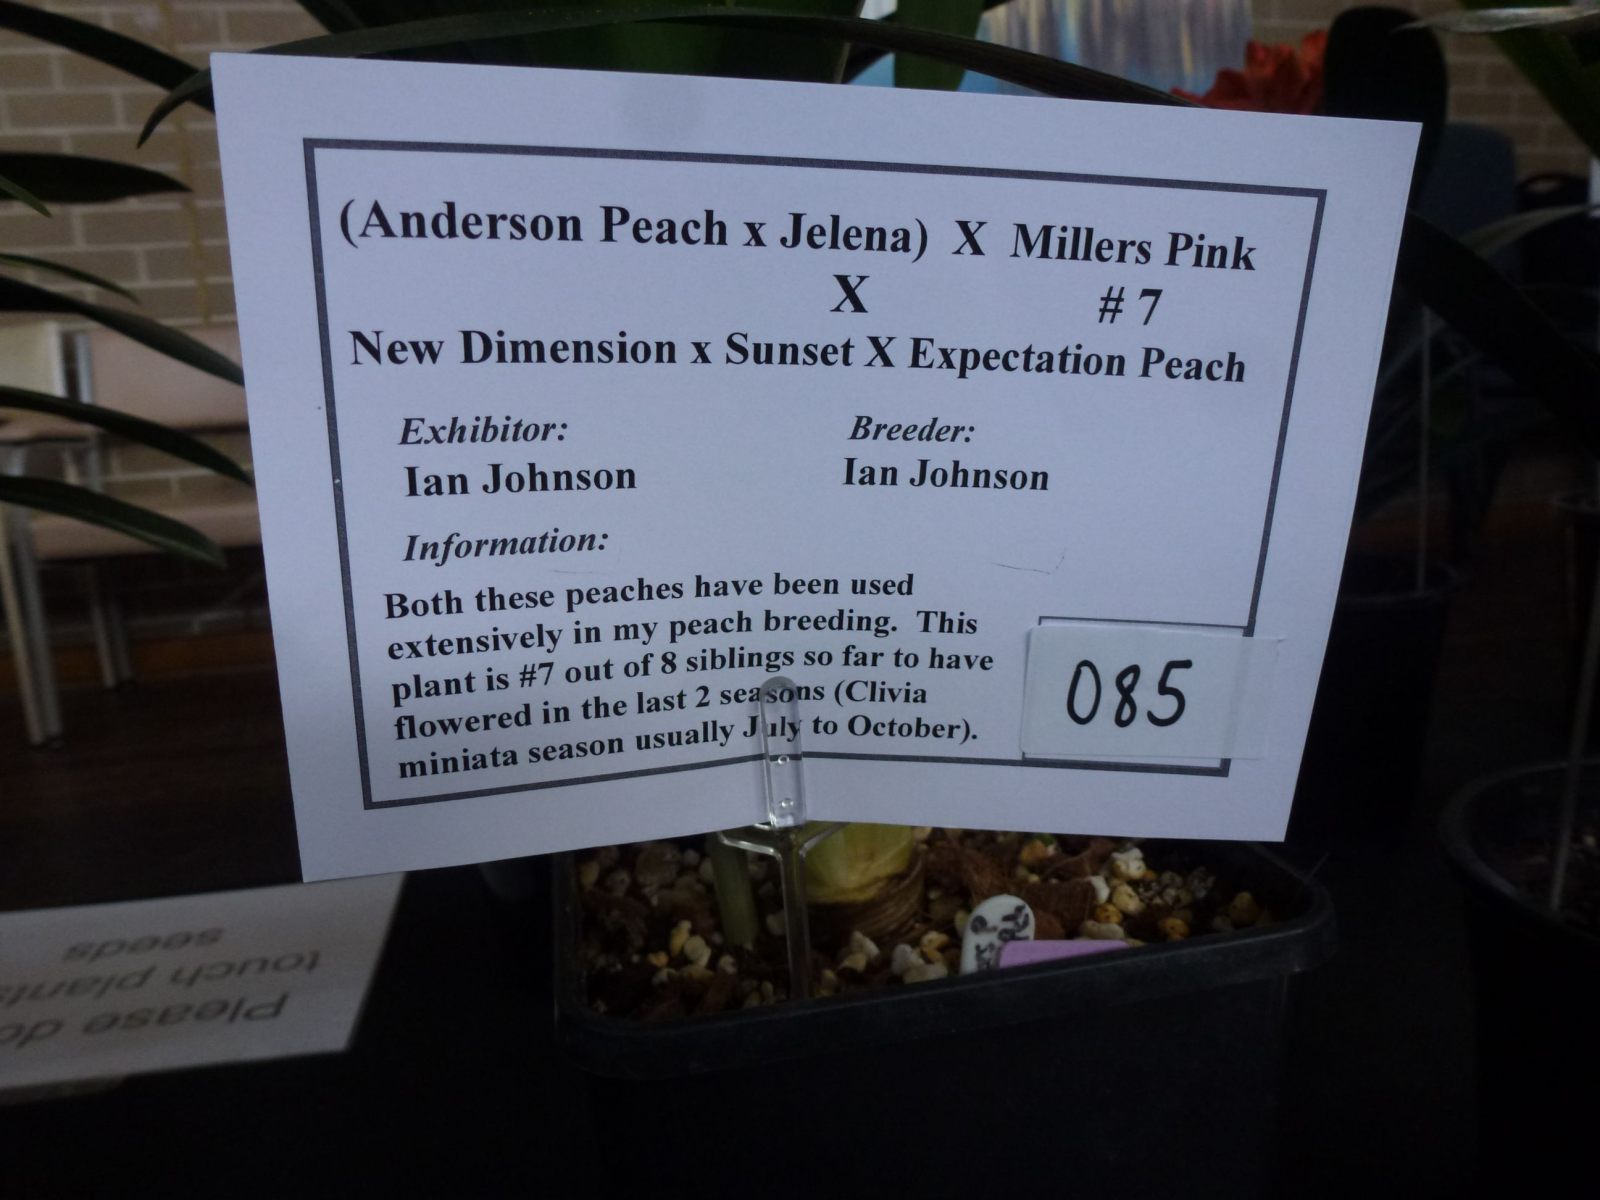 (Anderson Peach x Jelena) X Millers Pink
X # 7
New Dimension x Sunset X Expectation Peach
Exhibitor: Breeder:
Ian Johnson Ian Johnson
Information:
Both these peaches have been used
extensively in my peach breeding. This
plant is #7 out of 8 siblings so far to have
flowered in the last 2 seasons (Clivia
miniata season usually July to October).
085
Please do
touch plants
seeds